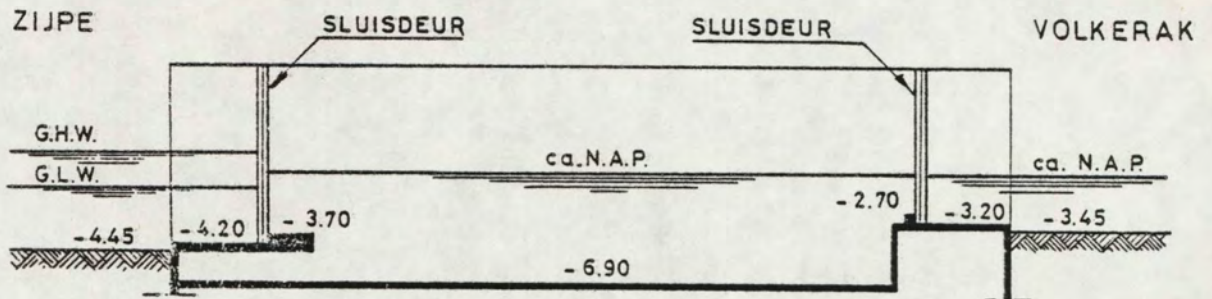 ZIJPE
SLUISDEUR
SLUISDEUR
VOLKERAK
G.H.W.
G.L.W.
ca. N.A.P.
ca. N.A.P.
-4.45
-4.20
-3.70
-2.70
-3.20
-3.45
-6.90